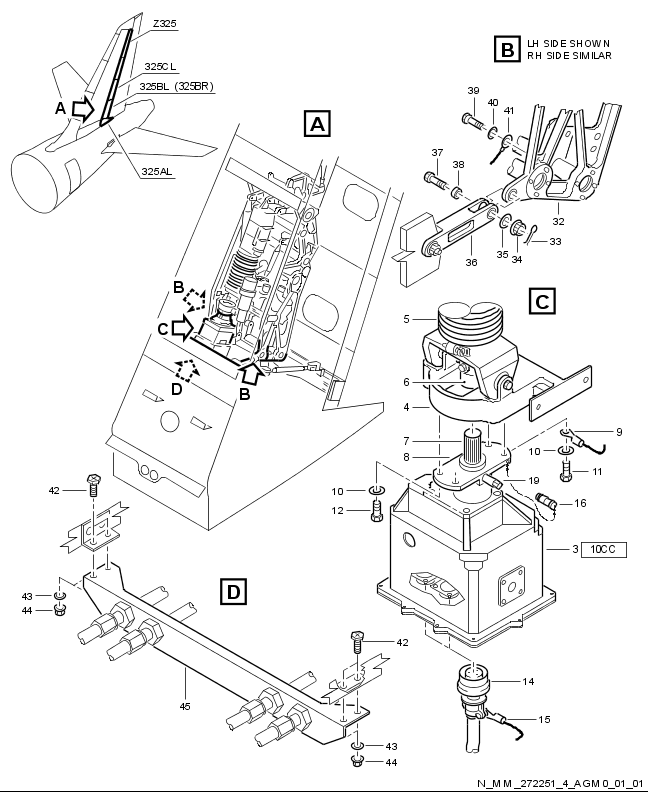 Z325
325CL
325BL (325BR)
A
325AL
A
B
LH SIDE SHOWN
RH SIDE SIMILAR
39
40
41
37
38
32
33
34
35
36
B
C
D
B
C
5
6
4
7
8
9
10
11
10
12
19
16
3
10CC
14
15
42
43
44
D
45
42
43
44
N_MM_272251_4_AGM0_01_01